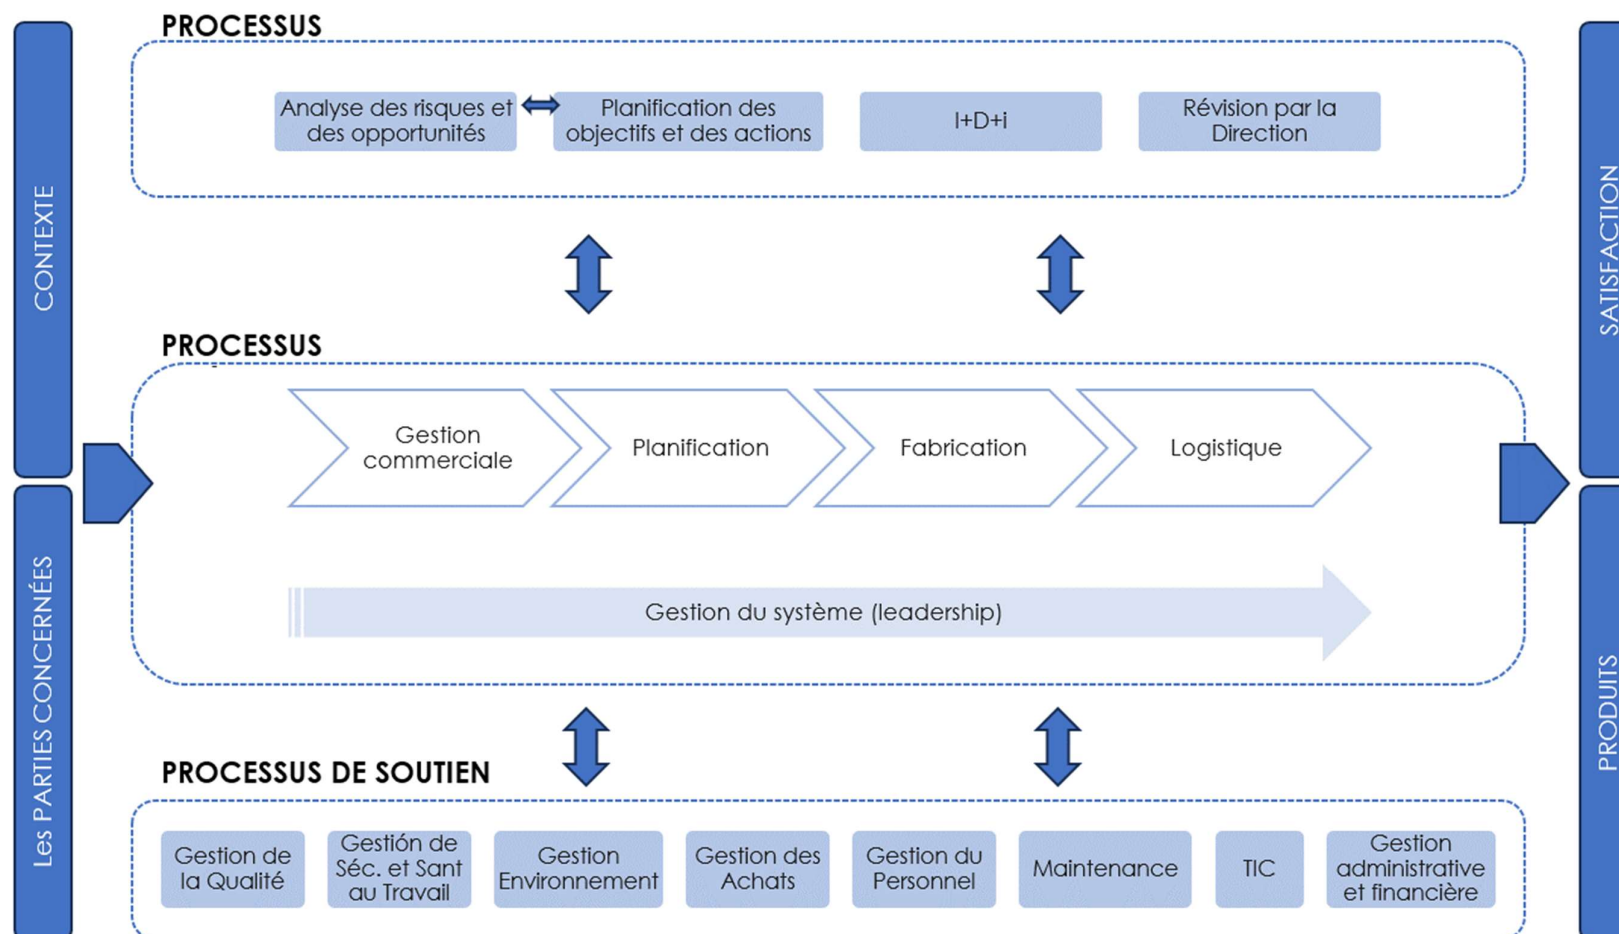 PROCESSUS
Analyse des risques et
des opportunités
Planification des
objectifs et des actions
I+D+i
Révision par la
Direction
CONTEXTE
SATISFACTION
PROCESSUS
Gestion
commerciale
Planification
Fabrication
Logistique
Gestion du système (leadership)
Les PARTIES CONCERNÉES
PRODUITS
PROCESSUS DE SOUTIEN
Gestion de
la Qualité
Gestión de
Séc. et Sant
au Travail
Gestion
Environnement
Gestion des
Achats
Gestion du
Personnel
Maintenance
TIC
Gestion
administrative
et financière